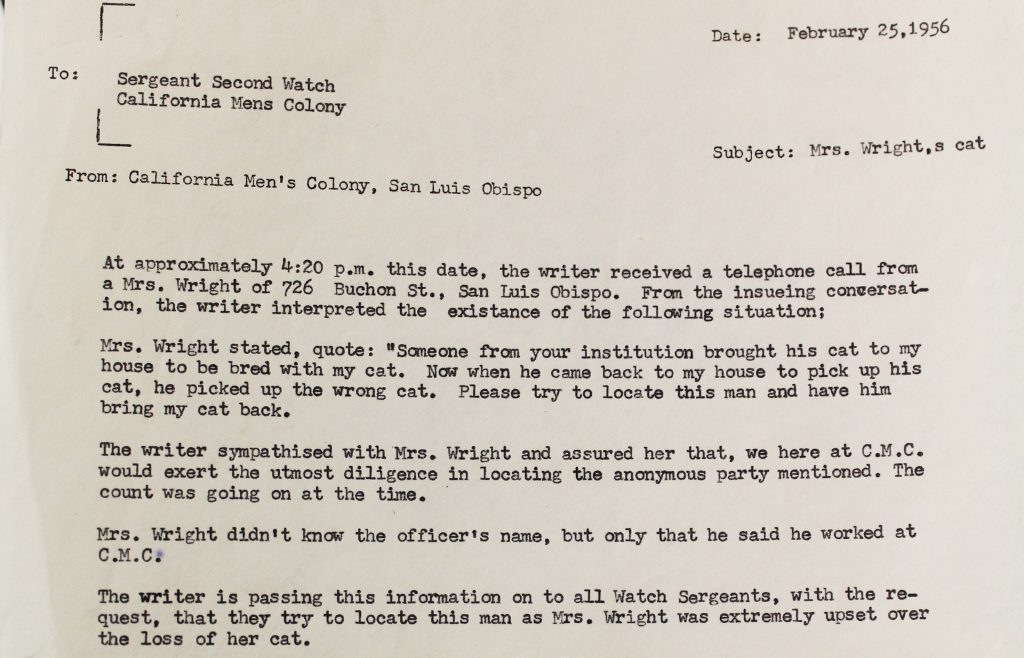 Date: February 25,1956
To: Sergeant Second Watch
California Mens Colony
Subject: Mrs. Wright,s cat
From: California Men's Colony, San Luis Obispo
At approximately 4:20 p.m. this date, the writer received a telephone call from
a Mrs. Wright of 726 Buchon St., San Luis Obispo. From the insueing conversat-
ion, the writer interpreted the existance of the following situation;
Mrs. Wright stated, quote: "Someone from your institution brought his cat to my
house to be bred with my cat. Now when he came back to my house to pick up his
cat, he picked up the wrong cat. Please try to locate this man and have him
bring my cat back.
The writer sympathised with Mrs. Wright and assured her that, we here at C.M.C.
would exert the utmost diligence in locating the anonymous party mentioned. The
count was going on at the time.
Mrs. Wright didn't know the officer's name, but only that he said he worked at
C.M.C.
The writer is passing this information on to all Watch Sergeants, with the re-
quest, that they try to locate this man as Mrs. Wright was extremely upset over
the loss of her cat.